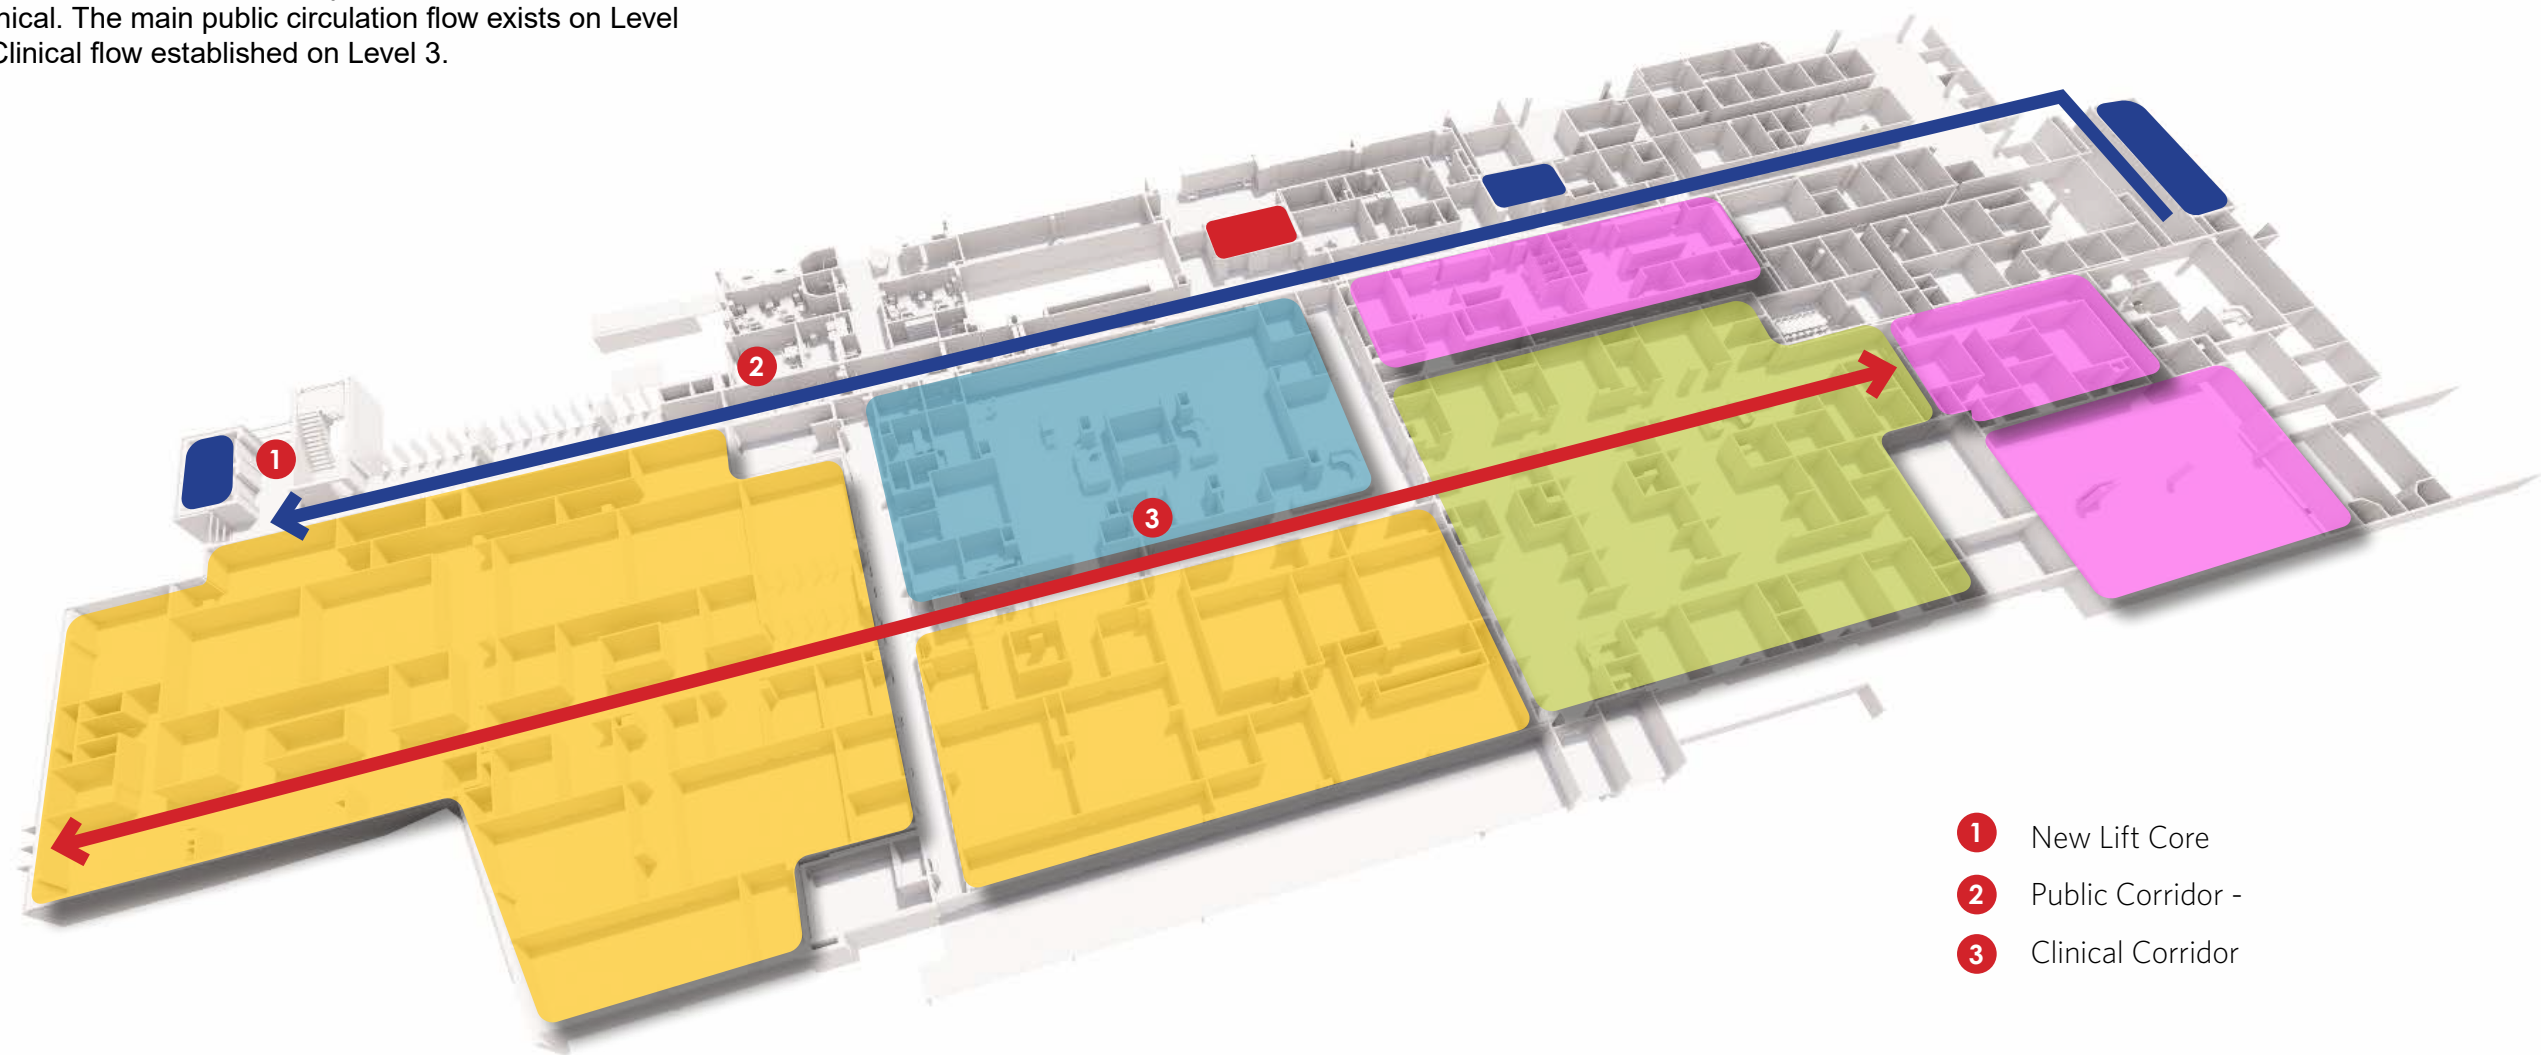 nical. The main public circulation flow exists on Level
Clinical flow established on Level 3.
2
1
3
1 New Lift Core
2 Public Corridor -
3 Clinical Corridor